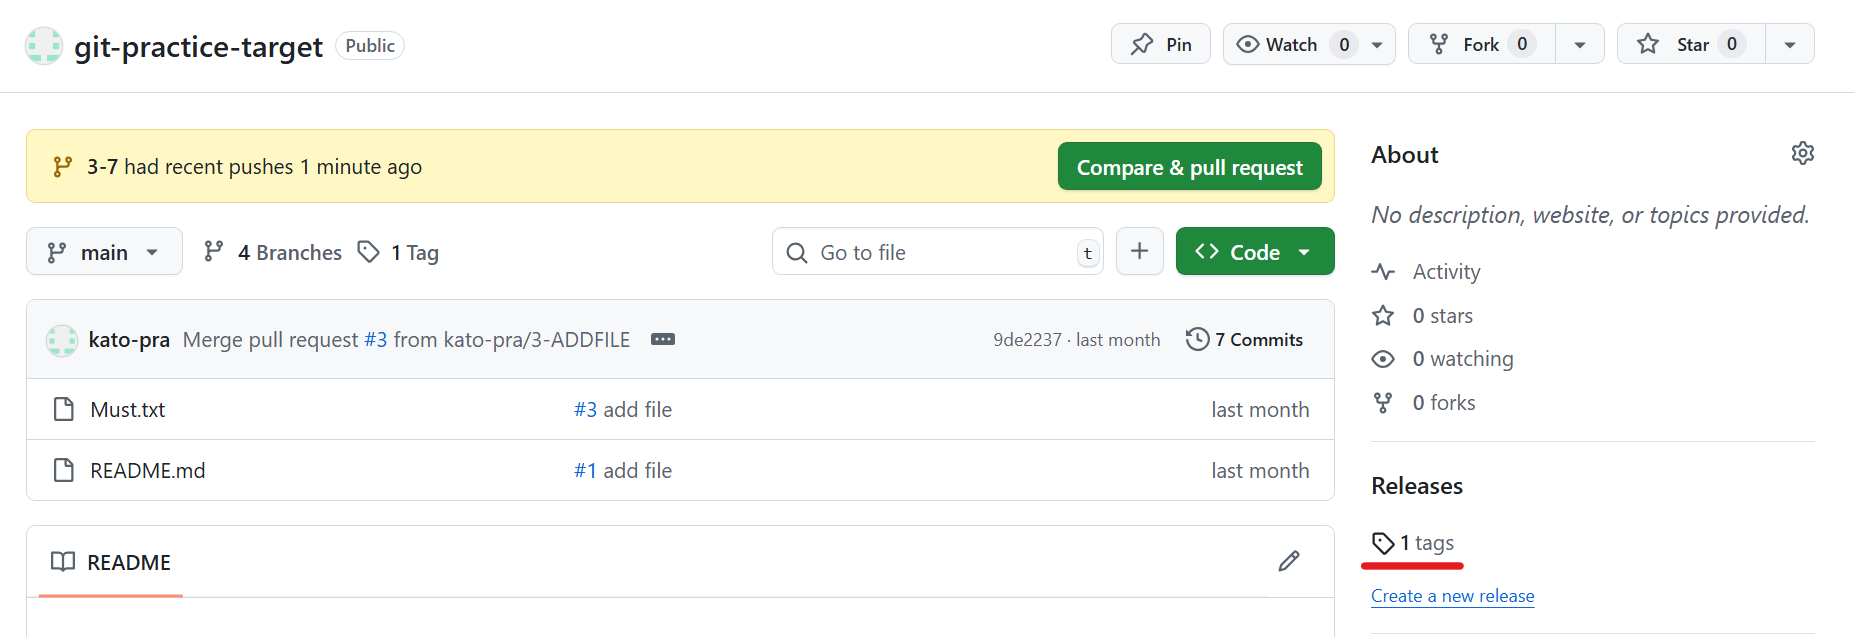 git-practice-target Public Pin Watch 0 Fork 0 Star 0
3-7 had recent pushes 1 minute ago Compare & pull request
main 4 Branches 1 Tag Go to file t + Code
kato-pra Merge pull request #3 from kato-pra/3-ADDFILE ... 9de2237 · last month 7 Commits
Must.txt #3 add file last month
README.md #1 add file last month
README
About
No description, website, or topics provided.
Activity
0 stars
0 watching
0 forks
Releases
1 tags
Create a new release